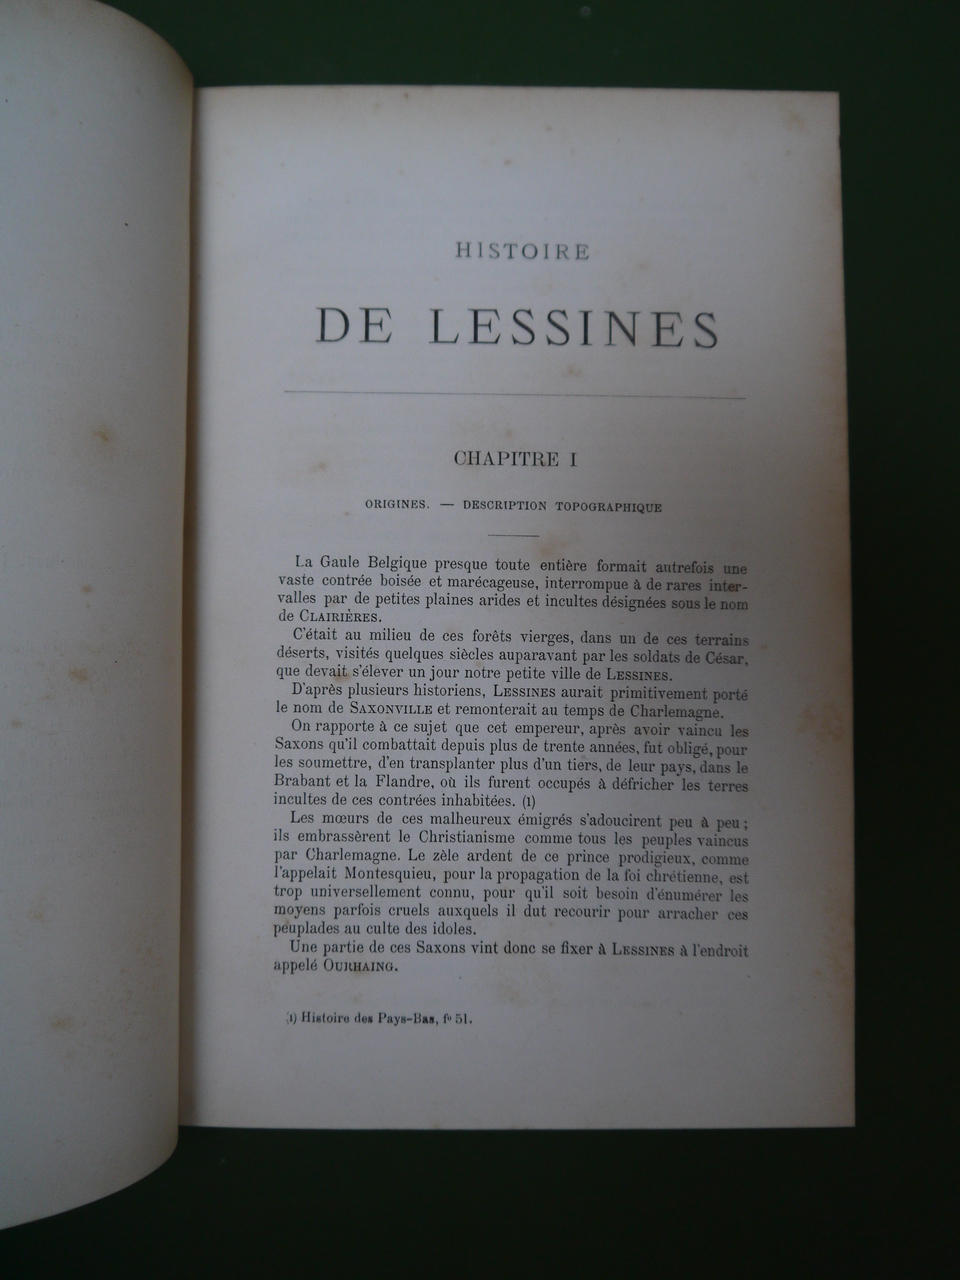 HISTOIRE
DE LESSINES
CHAPITRE I
ORIGINES. — DESCRIPTION TOPOGRAPHIQUE
La Gaule Belgique presque toute entière formait autrefois une
vaste contrée boisée et marécageuse, interrompue à de rares inter-
valles par de petites plaines arides et incultes désignées sous le nom
de CLAIRIÈRES.
C'était au milieu de ces forêts vierges, dans un de ces terrains
déserts, visités quelques siècles auparavant par les soldats de César,
que devait s'élever un jour notre petite ville de LESSINES.
D'après plusieurs historiens, LESSINES aurait primitivement porté
le nom de SAXONVILLE et remonterait au temps de Charlemagne.
On rapporte à ce sujet que cet empereur, après avoir vaincu les
Saxons qu'il combattait depuis plus de trente années, fut obligé, pour
les soumettre, d'en transplanter plus d'un tiers, de leur pays, dans le
Brabant et la Flandre, où ils furent occupés à défricher les terres
incultes de ces contrées inhabitées. (1)
Les mœurs de ces malheureux émigrés s'adoucirent peu à peu ;
ils embrassèrent le Christianisme comme tous les peuples vaincus
par Charlemagne. Le zèle ardent de ce prince prodigieux, comme
l'appelait Montesquieu, pour la propagation de la foi chrétienne, est
trop universellement connu, pour qu'il soit besoin d'énumérer les
moyens parfois cruels auxquels il dut recourir pour arracher ces
peuplades au culte des idoles.
Une partie de ces Saxons vint donc se fixer à LESSINES à l'endroit
appelé OURHAING.
(1) Histoire des Pays-Bas, f° 51.